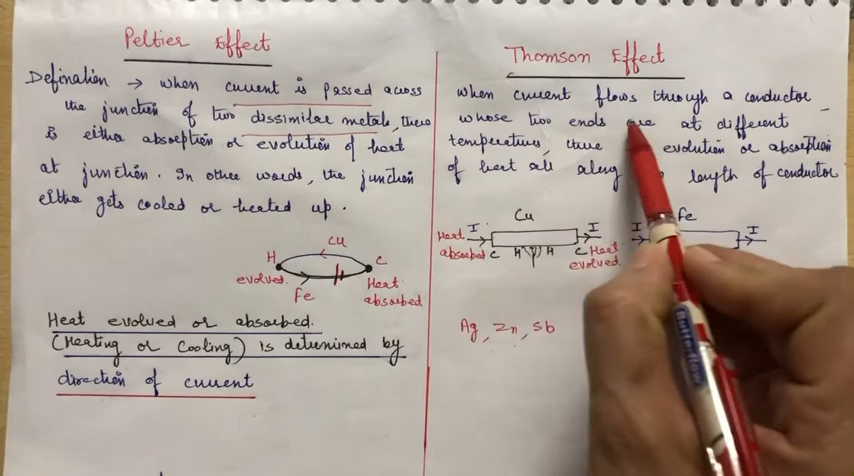 Peltier Effect
Defination → when current is passed across
the junction of two dissimilar metals, there
is either absorption or evolution of heat
at junction. In other words, the junction
either gets cooled or heated up.
Cu
H
C
evolved
Fe
Heat
absorbed
Heat evolved or absorbed.
(Heating or Cooling) is determined by
direction of current
Thomson Effect
when current flows through a conductor
whose two ends are at different
temperatures, there evolution or absorption
of heat all along length of conductor
Cu
Fe
Heat I I I I
absorbed C H H C Heat
evolved.
Ag, Zn, Sb